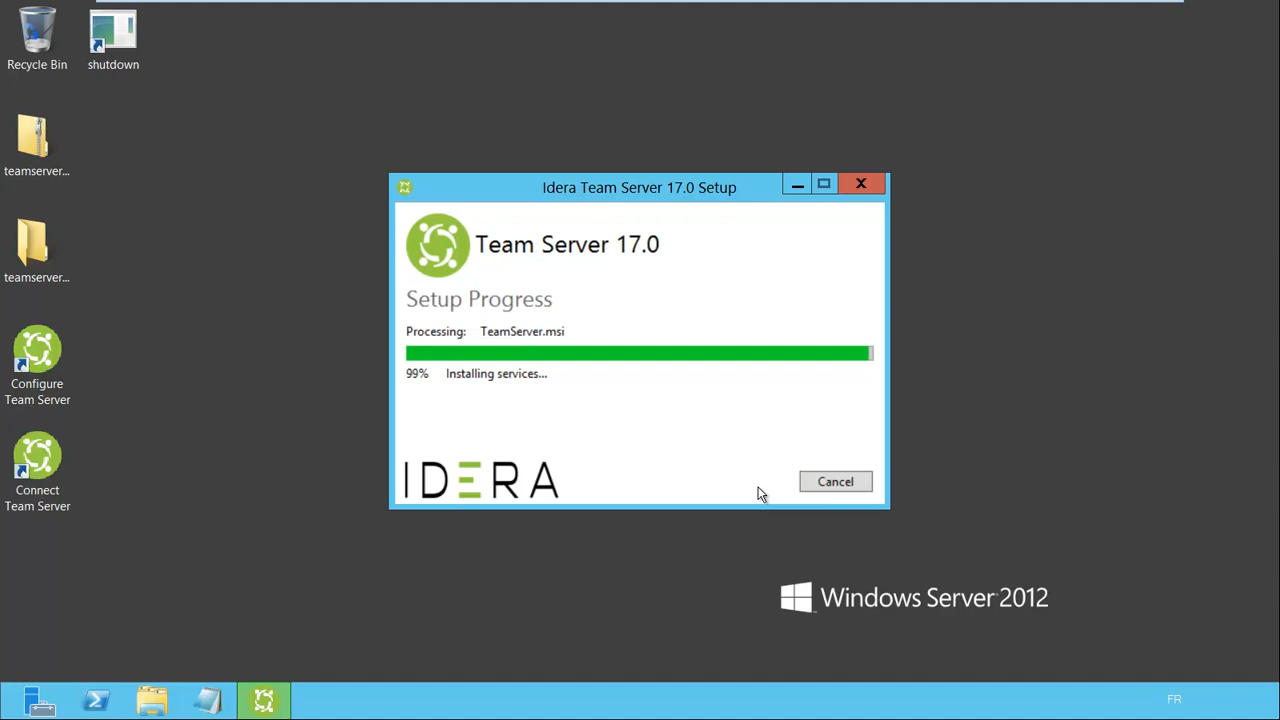 Recycle Bin
shutdown
teamserver...
teamserver...
Configure
Team Server
Connect
Team Server
Idera Team Server 17.0 Setup
Team Server 17.0
Setup Progress
Processing: TeamServer.msi
99% Installing services...
IDERA
Cancel
Windows Server 2012
FR